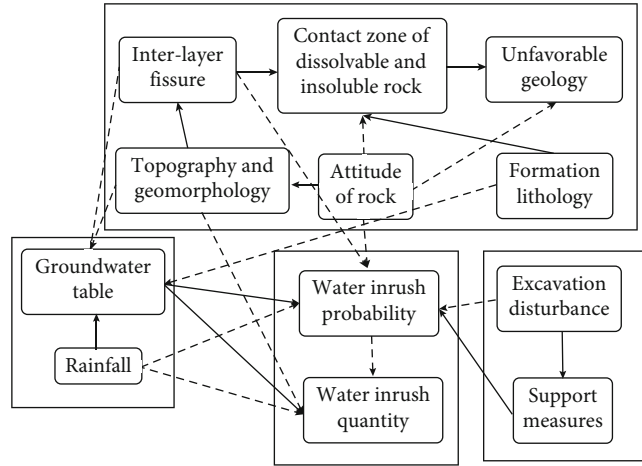 Inter-layer
fissure
Contact zone of
dissolvable and
insoluble rock
Unfavorable
geology
Topography and
geomorphology
Attitude
of rock
Formation
lithology
Groundwater
table
Rainfall
Water inrush
probability
Water inrush
quantity
Excavation
disturbance
Support
measures